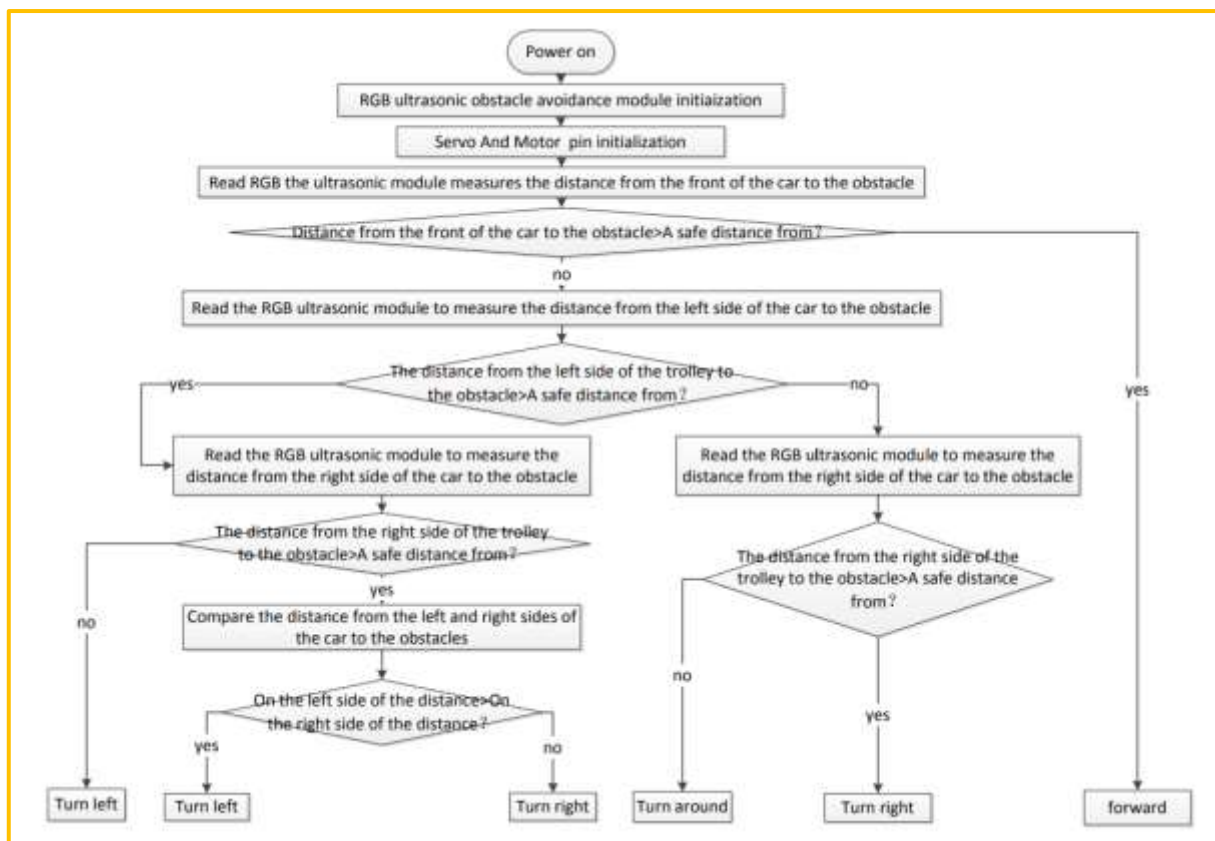 Power on
RGB ultrasonic obstacle avoidance module initiaization
Servo And Motor pin initialization
Read RGB the ultrasonic module measures the distance from the front of the car to the obstacle
Distance from the front of the car to the obstacle>A safe distance from？
no
Read the RGB ultrasonic module to measure the distance from the left side of the car to the obstacle
The distance from the left side of the trolley to
the obstacle>A safe distance from？
yes
no
yes
Read the RGB ultrasonic module to measure the
distance from the right side of the car to the obstacle
Read the RGB ultrasonic module to measure the
distance from the right side of the car to the obstacle
The distance from the right side of the trolley
to the obstacle>A safe distance from？
The distance from the right side of the
trolley to the obstacle>A safe distance
from？
yes
no
Compare the distance from the left and right sides of
the car to the obstacles
On the left side of the distance>On
the right side of the distance？
no
yes
yes
no
Turn left
Turn left
Turn right
Turn around
Turn right
forward